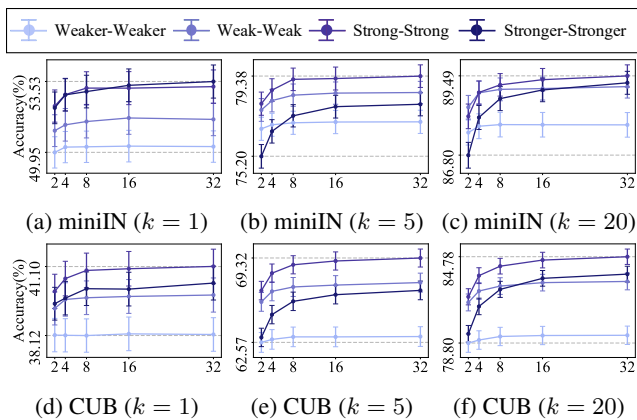 Weaker-Weaker Weak-Weak Strong-Strong Stronger-Stronger
Accuracy(%)
53.53
49.95
2 4 8 16 32
79.38
75.20
2 4 8 16 32
89.49
86.80
2 4 8 16 32
(a) miniIN (k = 1) (b) miniIN (k = 5) (c) miniIN (k = 20)
Accuracy(%)
41.10
38.12
2 4 8 16 32
69.32
62.57
2 4 8 16 32
84.78
78.80
2 4 8 16 32
(d) CUB (k = 1) (e) CUB (k = 5) (f) CUB (k = 20)